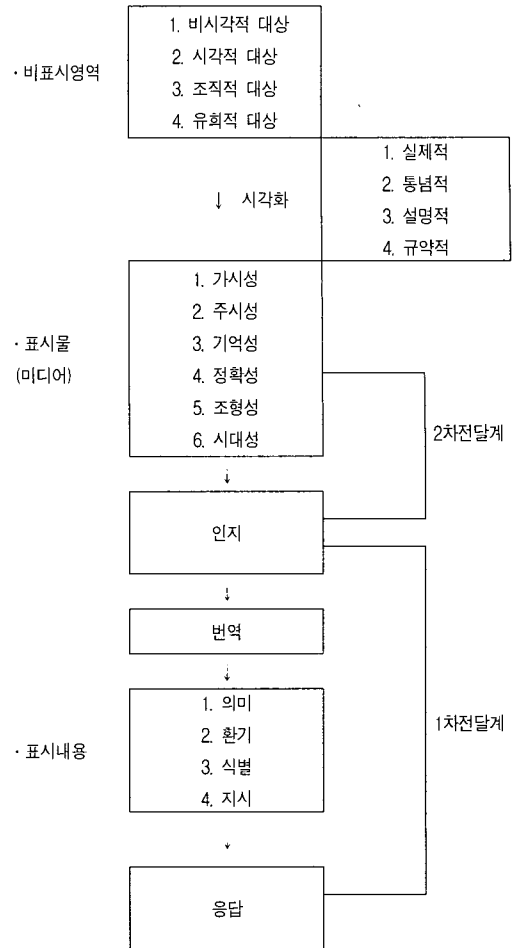 1. 비시각적 대상
· 비표시영역
2. 시각적 대상
3. 조직적 대상
4. 유희적 대상
1. 실제적
2. 통념적
3. 설명적
4. 규약적
↓ 시각화
1. 가시성
2. 주시성
3. 기억성
4. 정확성
5. 조형성
6. 시대성
· 표시물
(미디어)
2차전달계
↓
인지
↓
번역
↓
1. 의미
2. 환기
3. 식별
4. 지시
· 표시내용
1차전달계
↓
응답